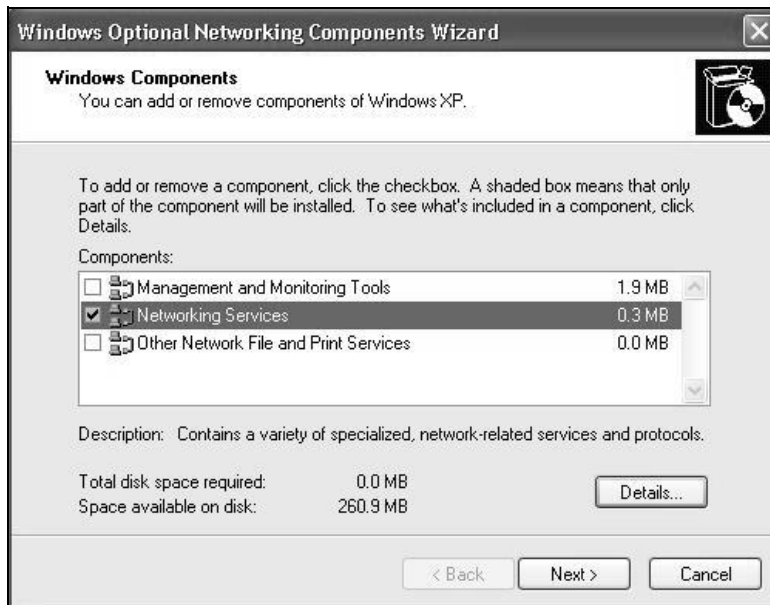 Windows Optional Networking Components Wizard
Windows Components
You can add or remove components of Windows XP.
To add or remove a component, click the checkbox. A shaded box means that only
part of the component will be installed. To see what's included in a component, click
Details.
Components:
Management and Monitoring Tools 1.9 MB
Networking Services 0.3 MB
Other Network File and Print Services 0.0 MB
Description: Contains a variety of specialized, network-related services and protocols.
Total disk space required: 0.0 MB
Space available on disk: 260.9 MB
Details...
< Back Next > Cancel